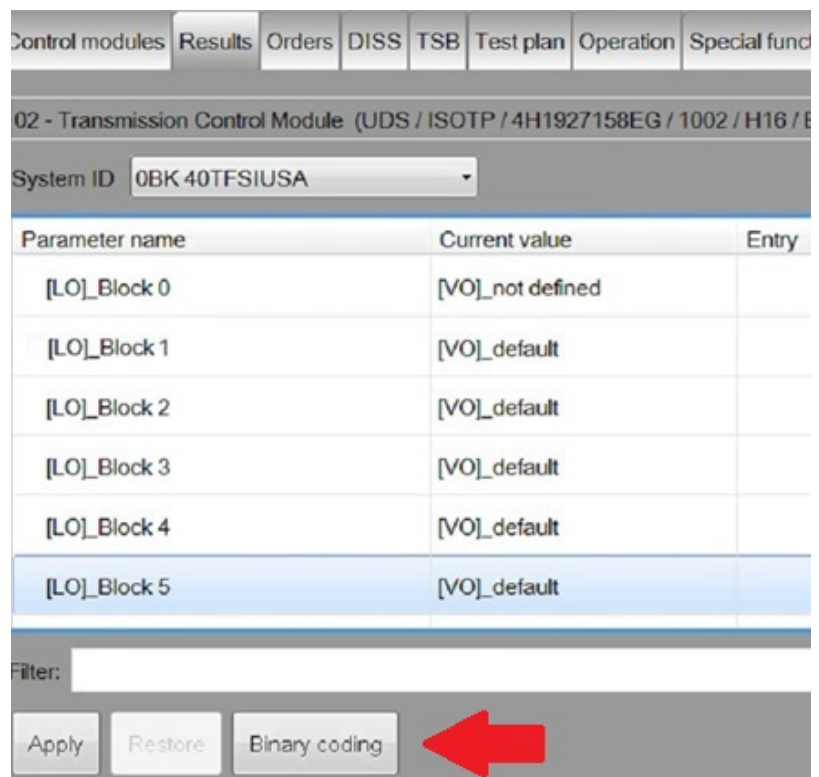 Control modules Results Orders DISS TSB Test plan Operation Special funct
02 - Transmission Control Module (UDS / ISOTP / 4H1927158EG / 1002 / H16 / E
System ID 0BK 40TFSIUSA
Parameter name Current value Entry
[LO]_Block 0 [VO]_not defined
[LO]_Block 1 [VO]_default
[LO]_Block 2 [VO]_default
[LO]_Block 3 [VO]_default
[LO]_Block 4 [VO]_default
[LO]_Block 5 [VO]_default
Filter:
Apply Restore Binary coding